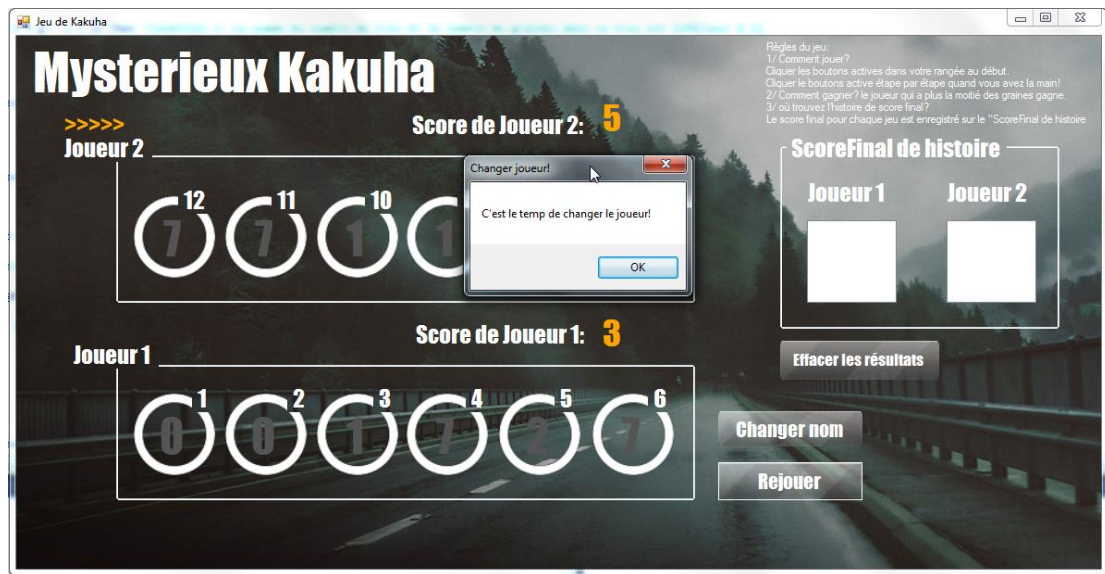 Jeu de Kakuha
Mysterieux Kakuha
Règles du jeu:
1/ Comment jouer?
Cliquer les boutons actives dans votre rangée au début.
Cliquer le boutons active étape par étape quand vous avez la main!
2/ Comment gagner? le joueur qui a plus la moitié des graines gagne.
3/ où trouvez l'histoire de score final?
Le score final pour chaque jeu est enregistré sur le "ScoreFinal de histoire
>>>>>
Score de Joueur 2: 5
Joueur 2
12 11 10
7 7 1 1
Changer joueur!
C'est le temp de changer le joueur!
OK
ScoreFinal de histoire
Joueur 1 Joueur 2
Score de Joueur 1: 3
Joueur 1
1 2 3 4 5 6
0 0 1 7 2 7
Effacer les résultats
Changer nom
Rejouer